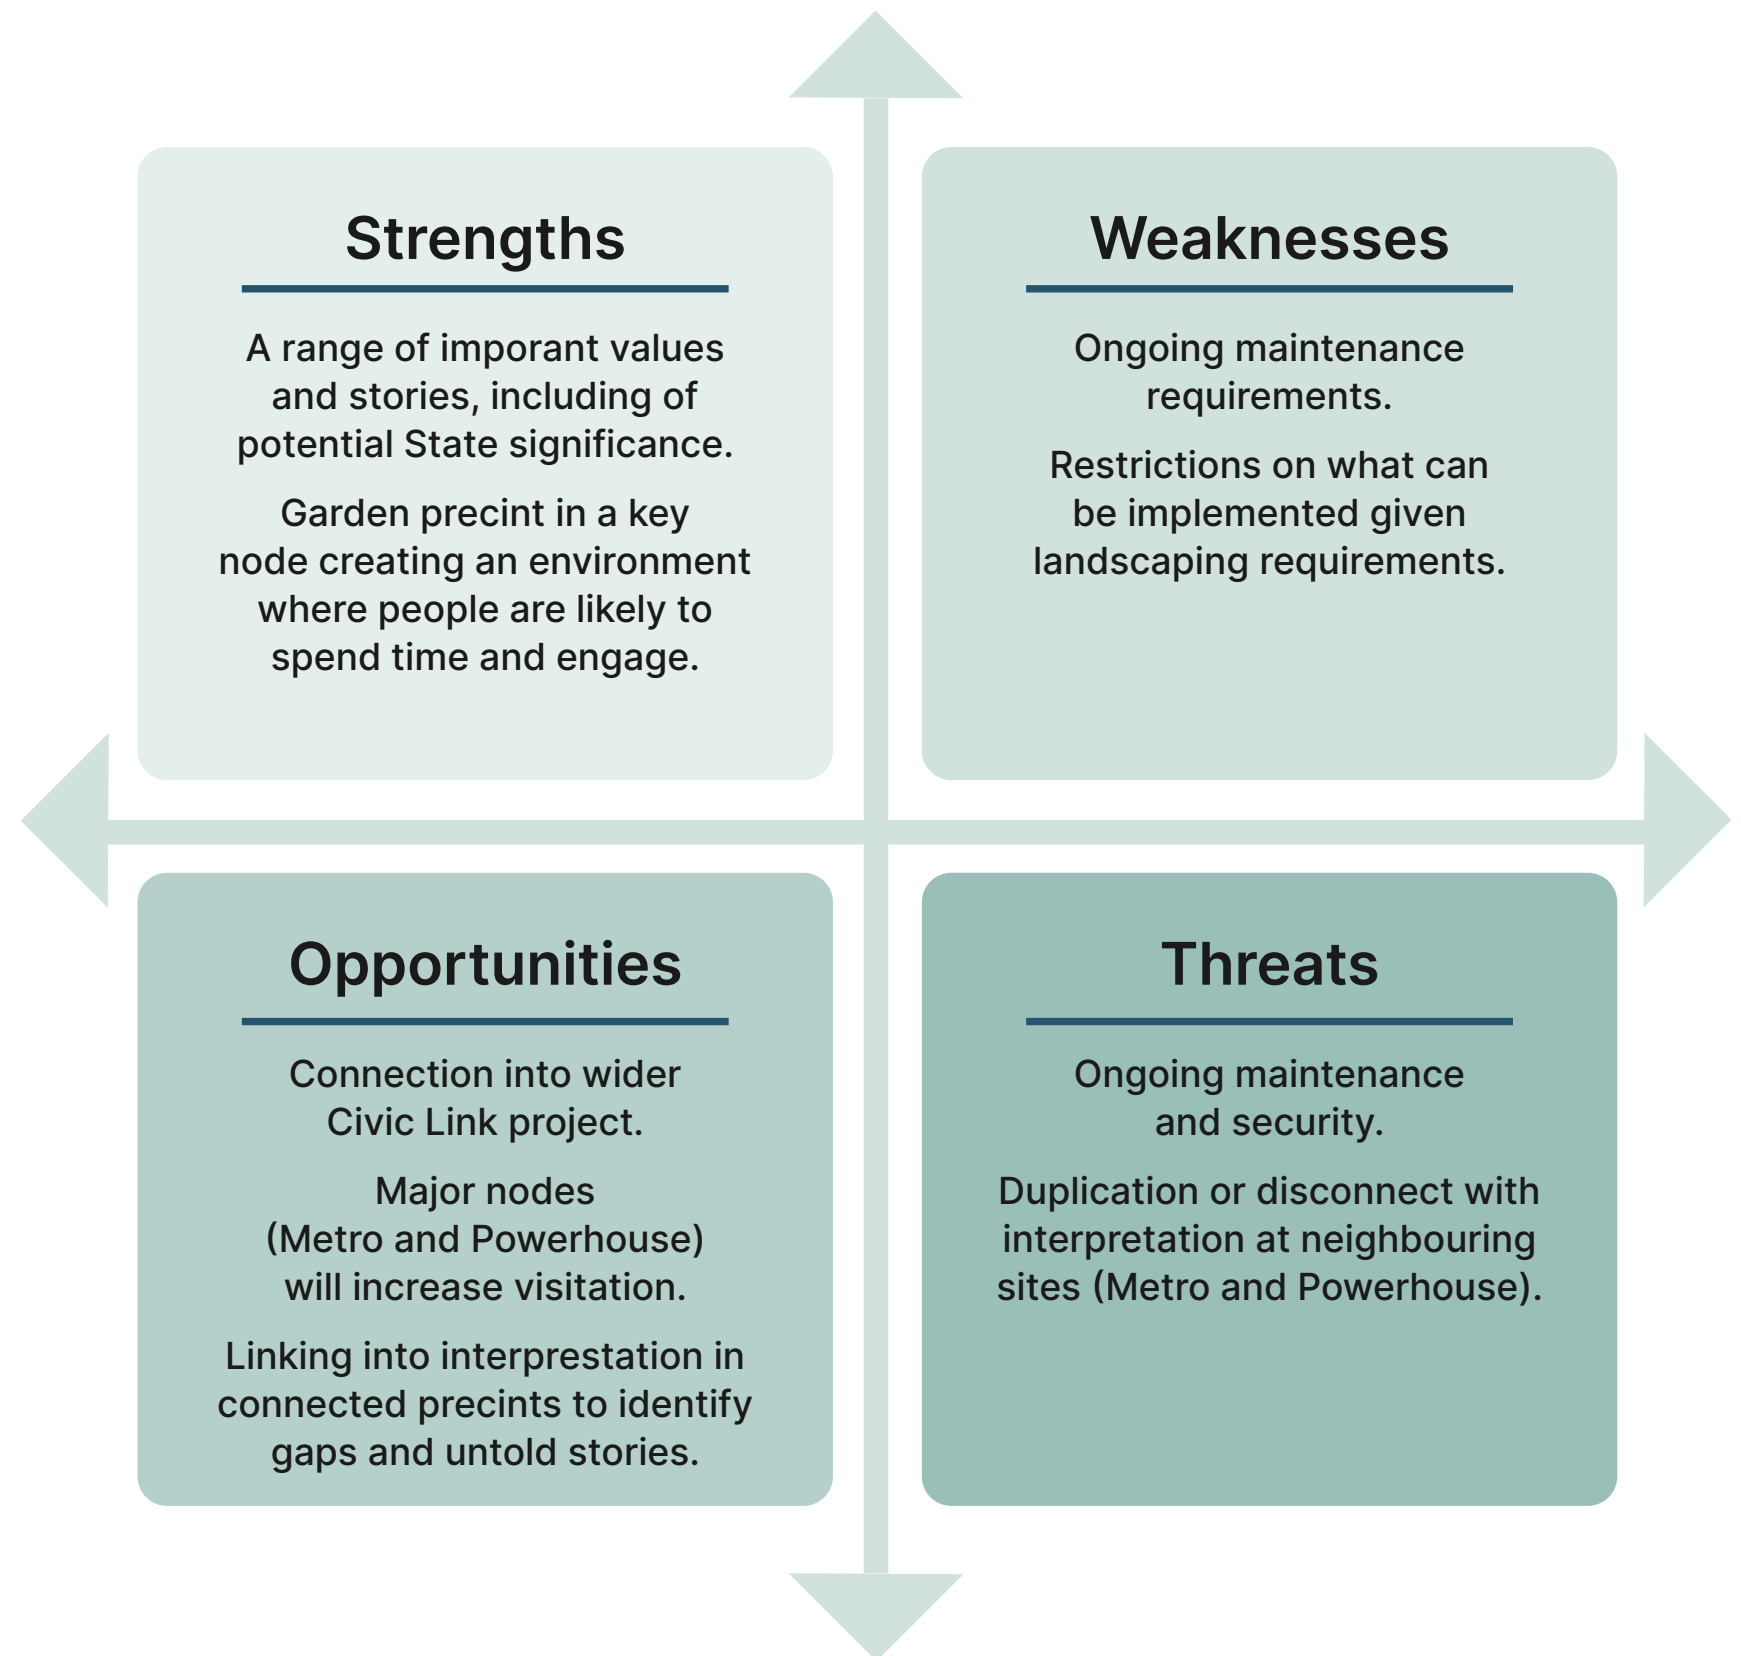 Strengths
A range of imporant values
and stories, including of
potential State significance.
Garden precint in a key
node creating an environment
where people are likely to
spend time and engage.
Weaknesses
Ongoing maintenance
requirements.
Restrictions on what can
be implemented given
landscaping requirements.
Opportunities
Connection into wider
Civic Link project.
Major nodes
(Metro and Powerhouse)
will increase visitation.
Linking into interprestation in
connected precints to identify
gaps and untold stories.
Threats
Ongoing maintenance
and security.
Duplication or disconnect with
interpretation at neighbouring
sites (Metro and Powerhouse).